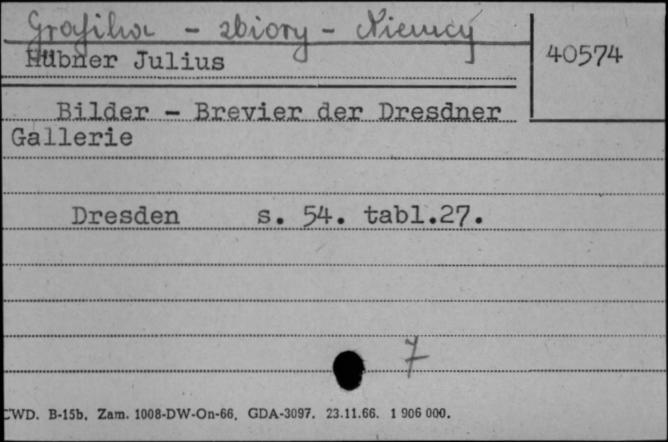 Grafika - zbiory - Niemcy
Hübner Julius
40574
Bilder - Brevier der Dresdner
Gallerie
Dresden s. 54. tabl.27.
7
CWD. B-15b. Zam. 1008-DW-On-66. GDA-3097. 23.11.66. 1 906 000.